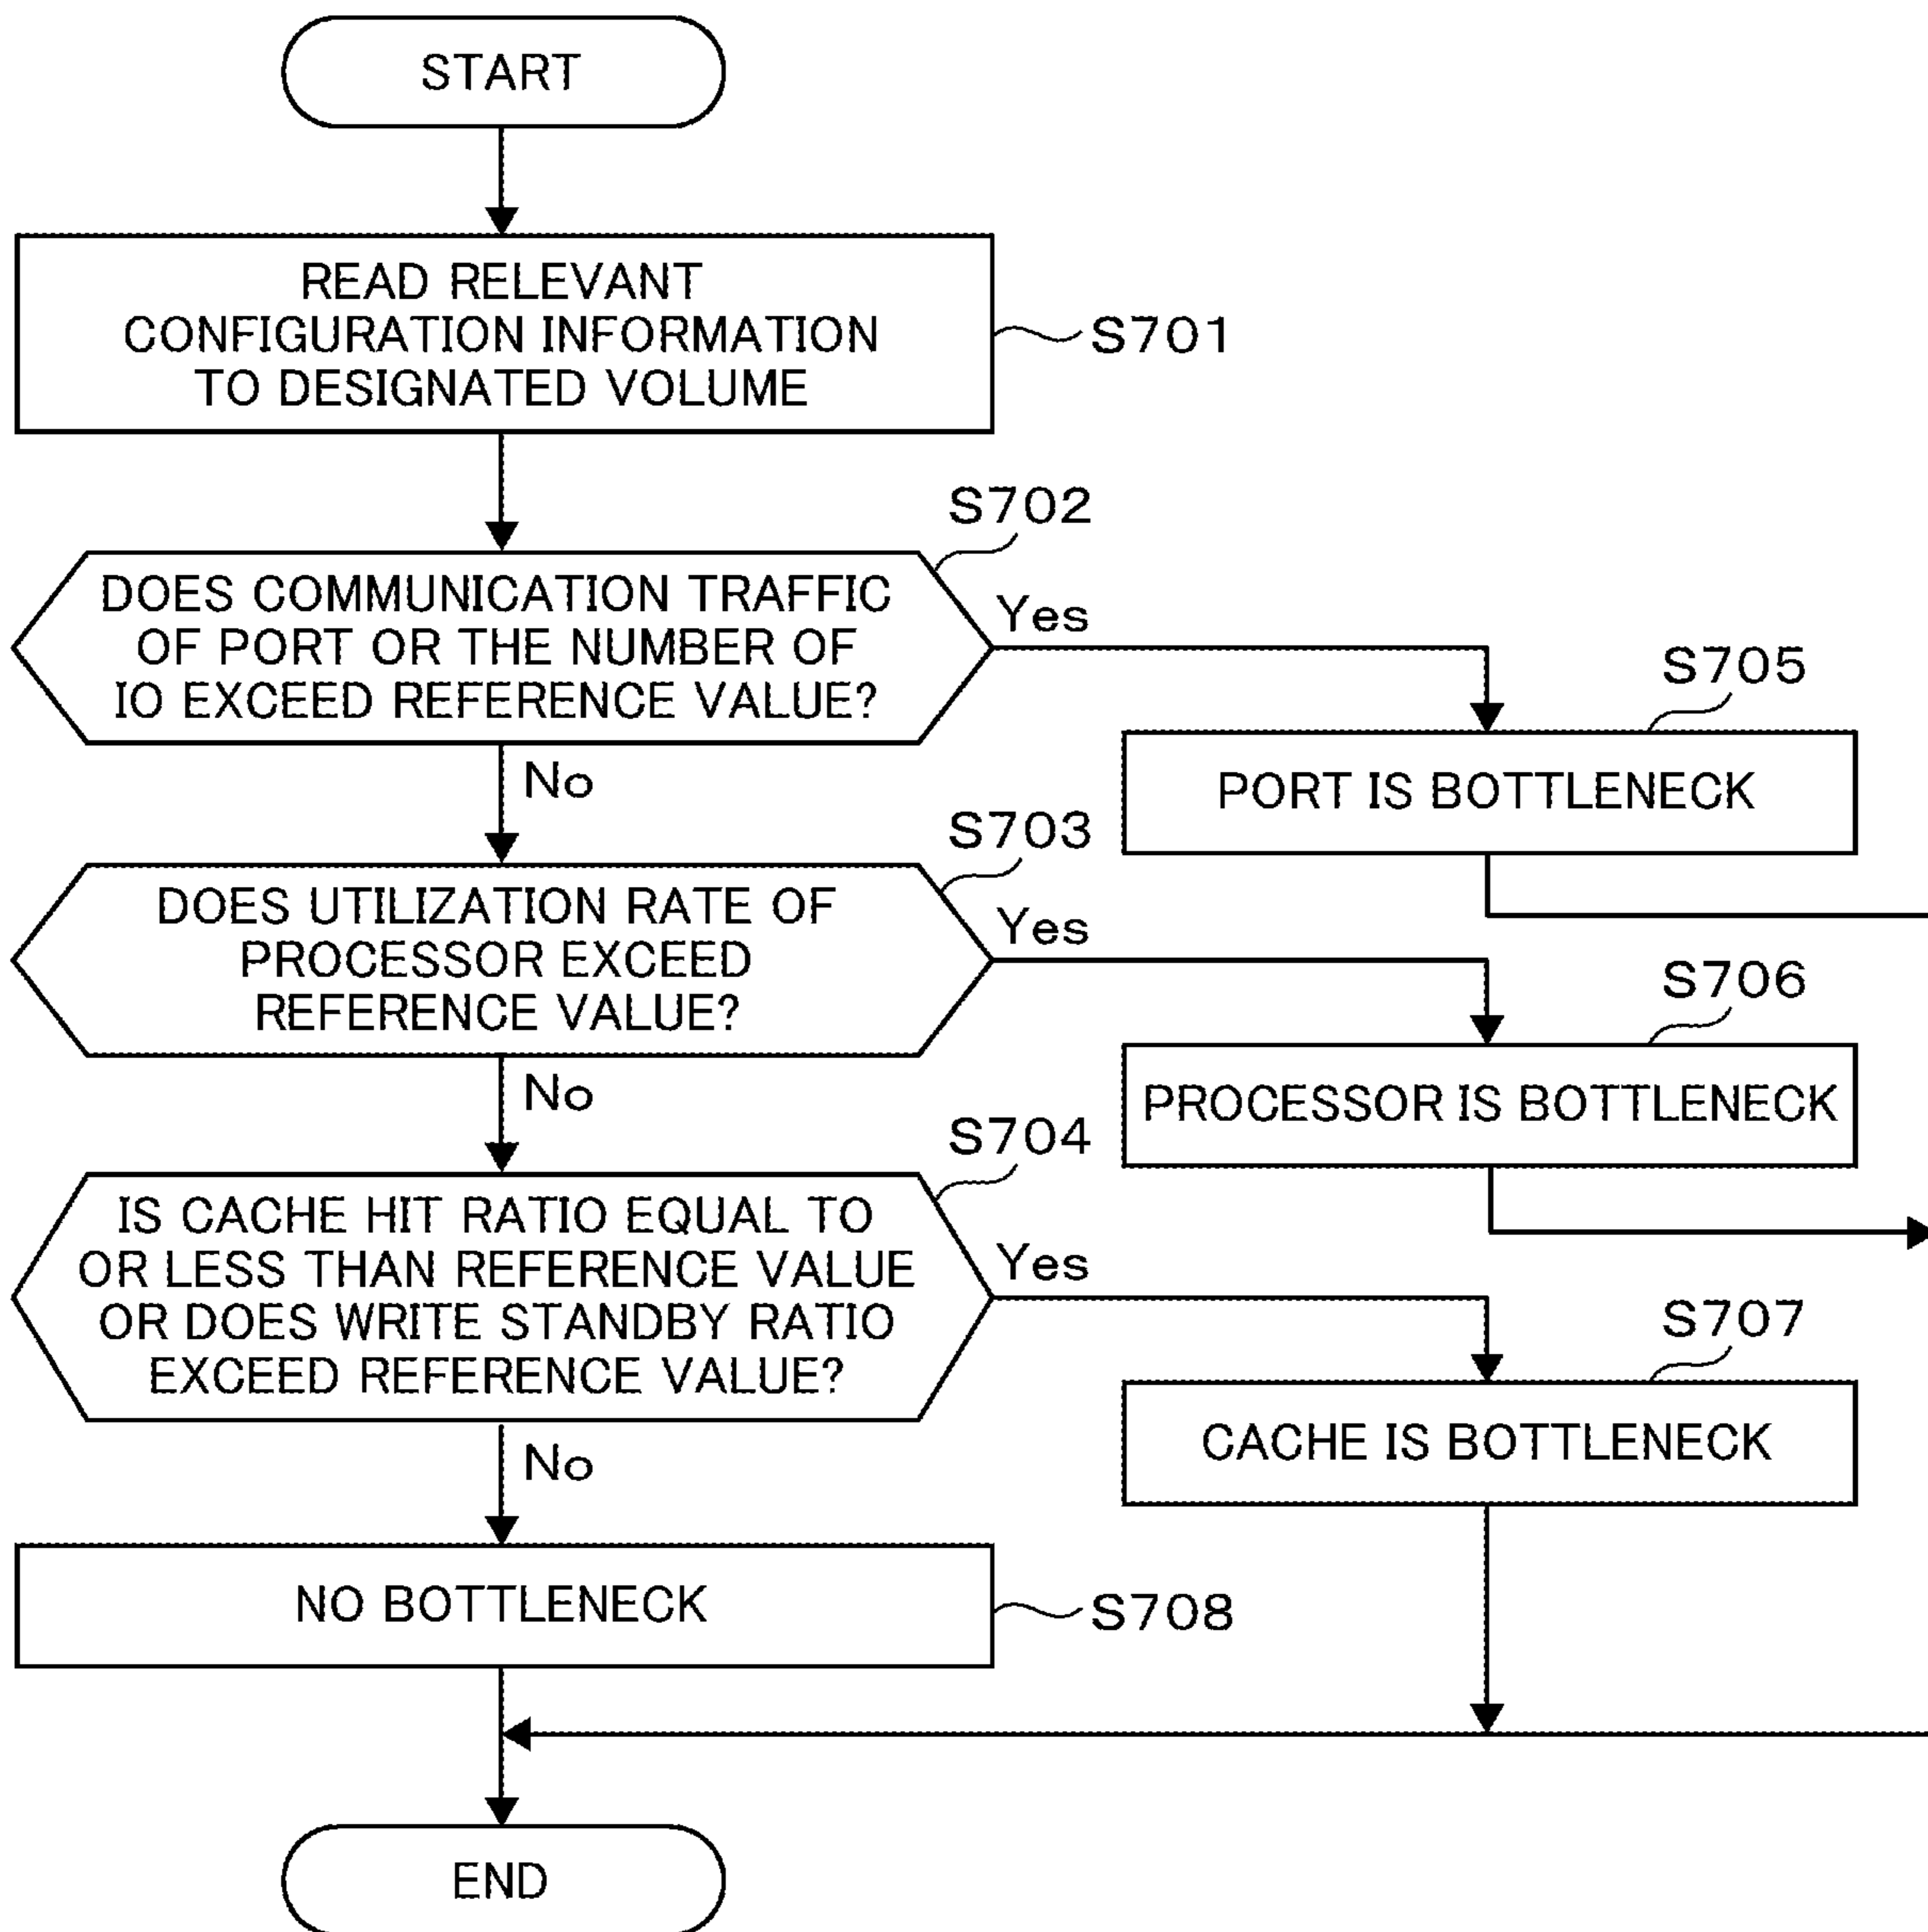 START
READ RELEVANT
CONFIGURATION INFORMATION
TO DESIGNATED VOLUME
S701
S702
DOES COMMUNICATION TRAFFIC
OF PORT OR THE NUMBER OF
IO EXCEED REFERENCE VALUE?
Yes
No
S705
PORT IS BOTTLENECK
S703
DOES UTILIZATION RATE OF
PROCESSOR EXCEED
REFERENCE VALUE?
Yes
No
S706
PROCESSOR IS BOTTLENECK
S704
IS CACHE HIT RATIO EQUAL TO
OR LESS THAN REFERENCE VALUE
OR DOES WRITE STANDBY RATIO
EXCEED REFERENCE VALUE?
Yes
No
S707
CACHE IS BOTTLENECK
NO BOTTLENECK
S708
END